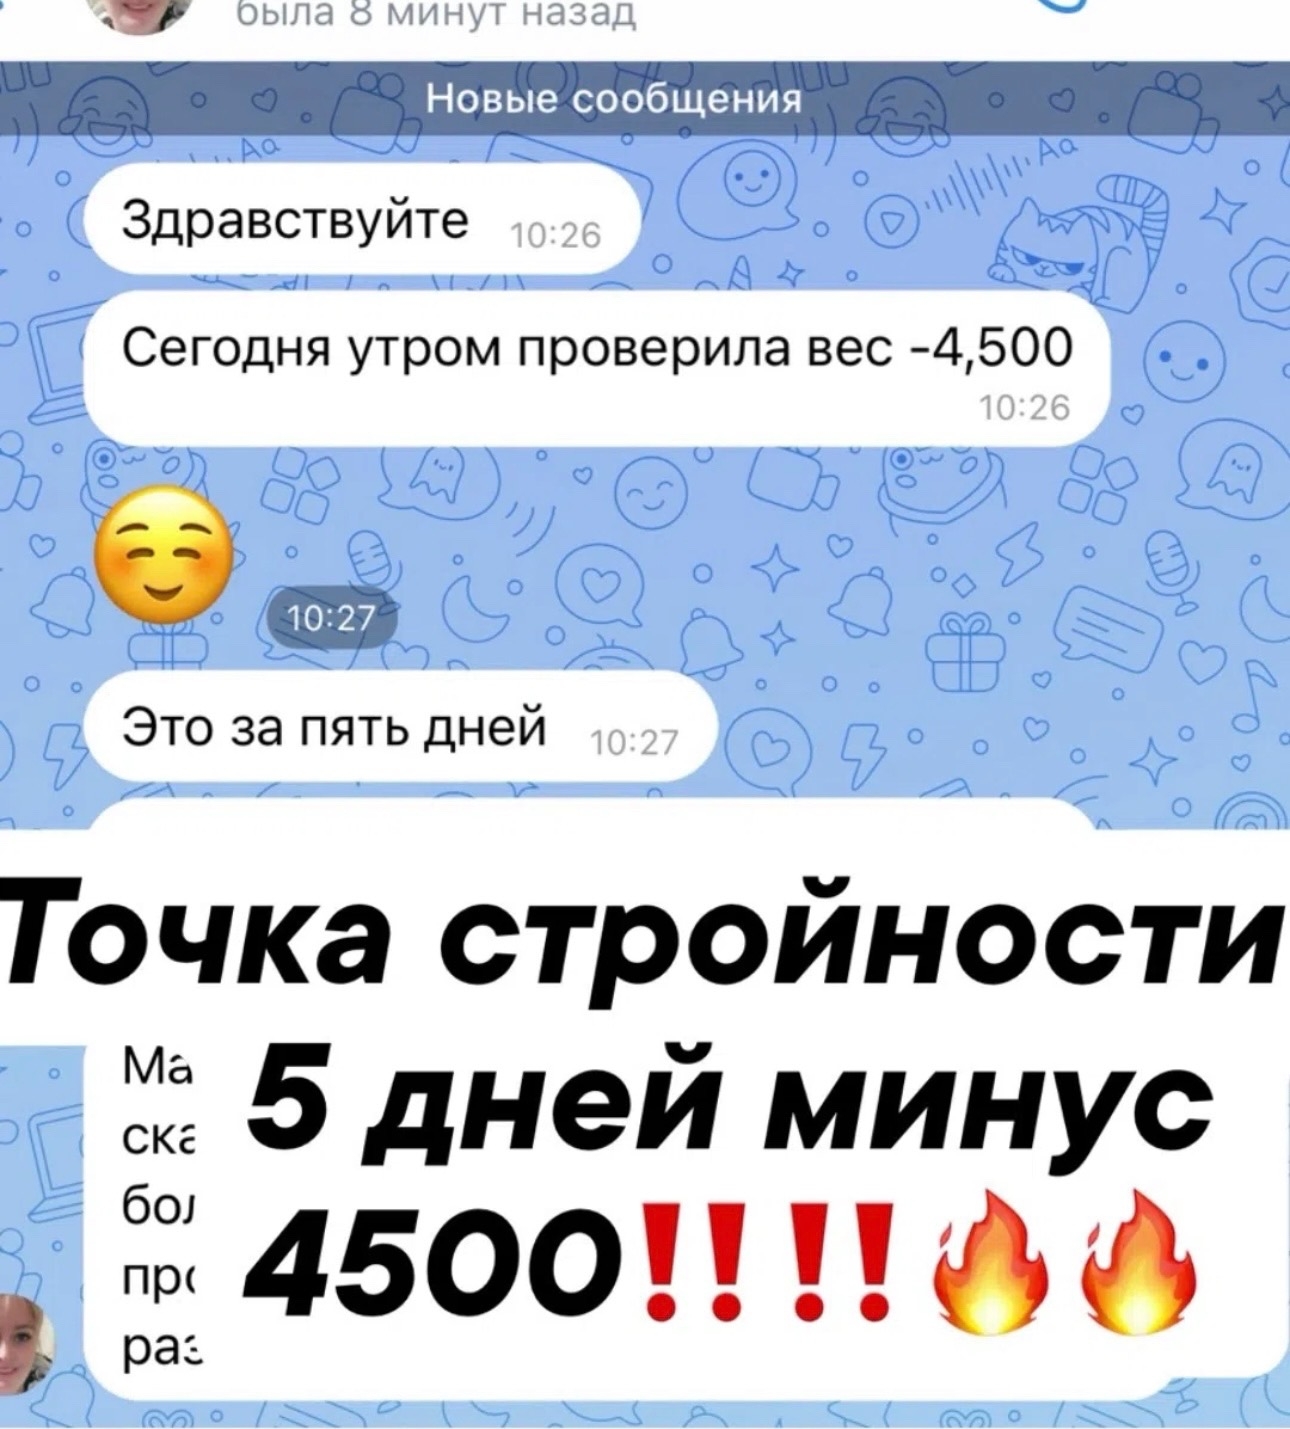 была 8 минут назад
Новые сообщения
Здравствуйте 10:26
Сегодня утром проверила вес -4,500
10:26
10:27
Это за пять дней 10:27
Точка стройности
5 дней минус
4500‼️‼️🔥🔥